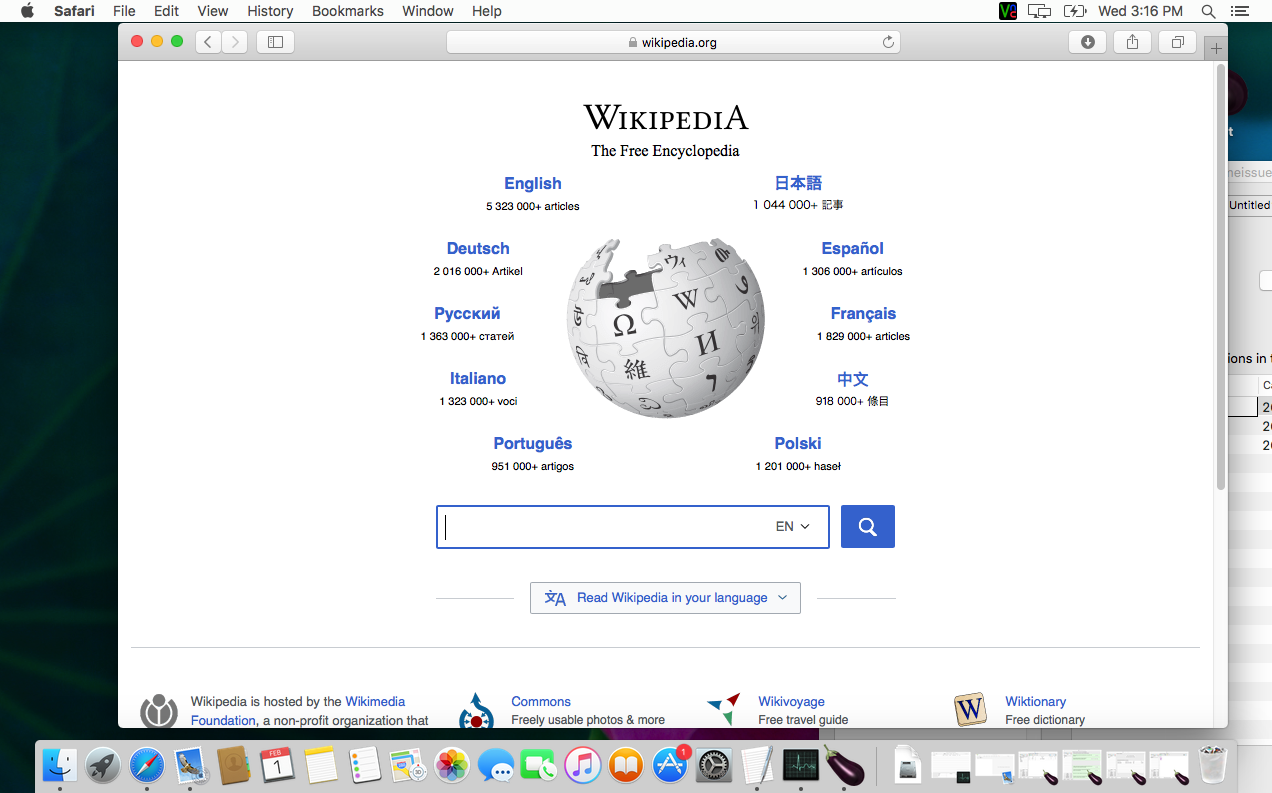 Safari File Edit View History Bookmarks Window Help Wed 3:16 PM
wikipedia.org
WIKIPEDIA
The Free Encyclopedia
English
5 323 000+ articles
日本語
1 044 000+ 記事
Deutsch
2 016 000+ Artikel
Español
1 306 000+ artículos
Русский
1 363 000+ статей
Français
1 829 000+ articles
Italiano
1 323 000+ voci
中文
918 000+ 條目
Português
951 000+ artigos
Polski
1 201 000+ haseł
Ω W И 維 ウィ
EN
Read Wikipedia in your language
Wikipedia is hosted by the Wikimedia
Foundation, a non-profit organization that
Commons
Freely usable photos & more
Wikivoyage
Free travel guide
W
Wiktionary
Free dictionary
Untitled
FEB
1
1